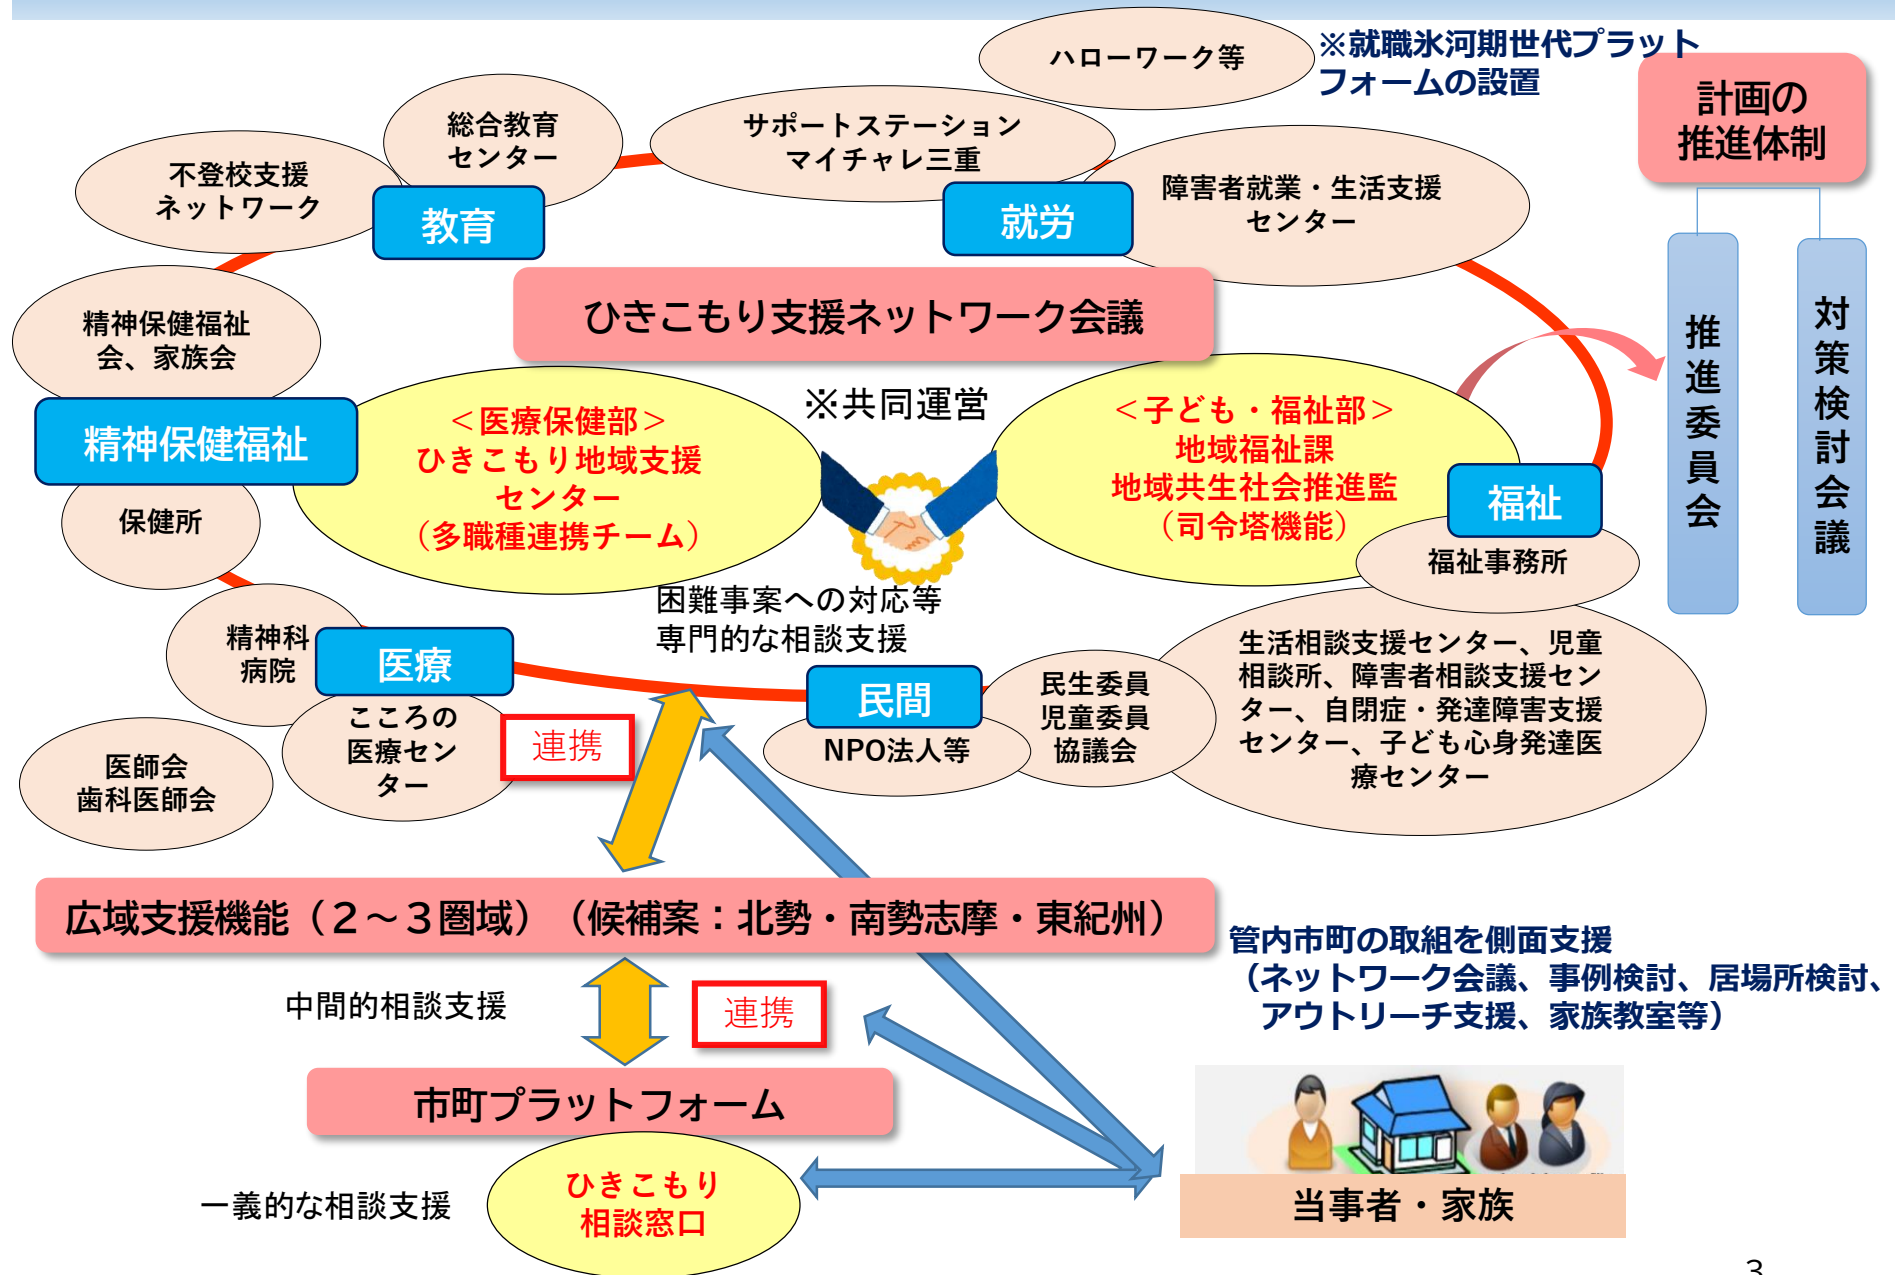 ハローワーク等
※就職氷河期世代プラット
フォームの設置
計画の
推進体制
総合教育
センター
サポートステーション
マイチャレ三重
不登校支援
ネットワーク
教育
就労
障害者就業・生活支援
センター
ひきこもり支援ネットワーク会議
推進委員会
対策検討会議
精神保健福祉
会、家族会
精神保健福祉
保健所
＜医療保健部＞
ひきこもり地域支援
センター
（多職種連携チーム）
※共同運営
＜子ども・福祉部＞
地域福祉課
地域共生社会推進監
（司令塔機能）
福祉
福祉事務所
困難事案への対応等
専門的な相談支援
精神科
病院
医療
こころの
医療セン
ター
医師会
歯科医師会
連携
民間
NPO法人等
民生委員
児童委員
協議会
生活相談支援センター、児童
相談所、障害者相談支援セン
ター、自閉症・発達障害支援
センター、子ども心身発達医
療センター
広域支援機能（２～３圏域）（候補案：北勢・南勢志摩・東紀州）
管内市町の取組を側面支援
（ネットワーク会議、事例検討、居場所検討、
アウトリーチ支援、家族教室等）
中間的相談支援
連携
市町プラットフォーム
一義的な相談支援
ひきこもり
相談窓口
当事者・家族
3